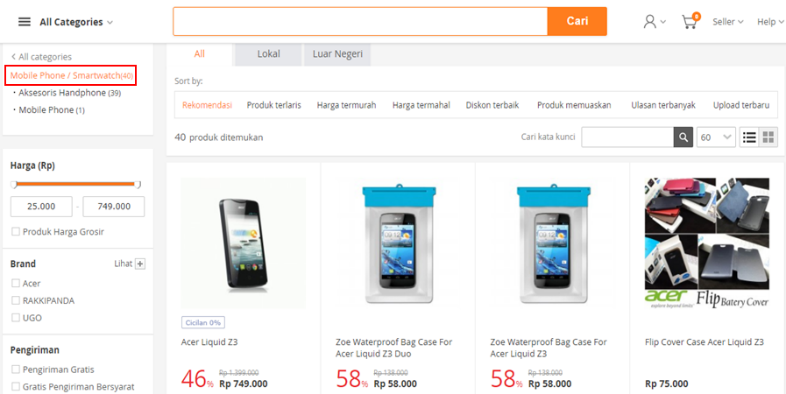 All Categories
Cari
0
Seller
Help
< All categories
Mobile Phone / Smartwatch(40)
• Aksesoris Handphone (39)
• Mobile Phone (1)
All
Lokal
Luar Negeri
Sort by:
Rekomendasi
Produk terlaris
Harga termurah
Harga termahal
Diskon terbaik
Produk memuaskan
Ulasan terbanyak
Upload terbaru
40 produk ditemukan
Cari kata kunci
60
Harga (Rp)
25.000 - 749.000
Produk Harga Grosir
Brand
Lihat +
Acer
RAKKIPANDA
UGO
Pengiriman
Pengiriman Gratis
Gratis Pengiriman Bersyarat
Cicilan 0%
Acer Liquid Z3
46%
Rp 1.399.000
Rp 749.000
Zoe Waterproof Bag Case For
Acer Liquid Z3 Duo
58%
Rp 138.000
Rp 58.000
Zoe Waterproof Bag Case For
Acer Liquid Z3
58%
Rp 138.000
Rp 58.000
acer
explore beyond limits
Flip Batery Cover
Flip Cover Case Acer Liquid Z3
Rp 75.000